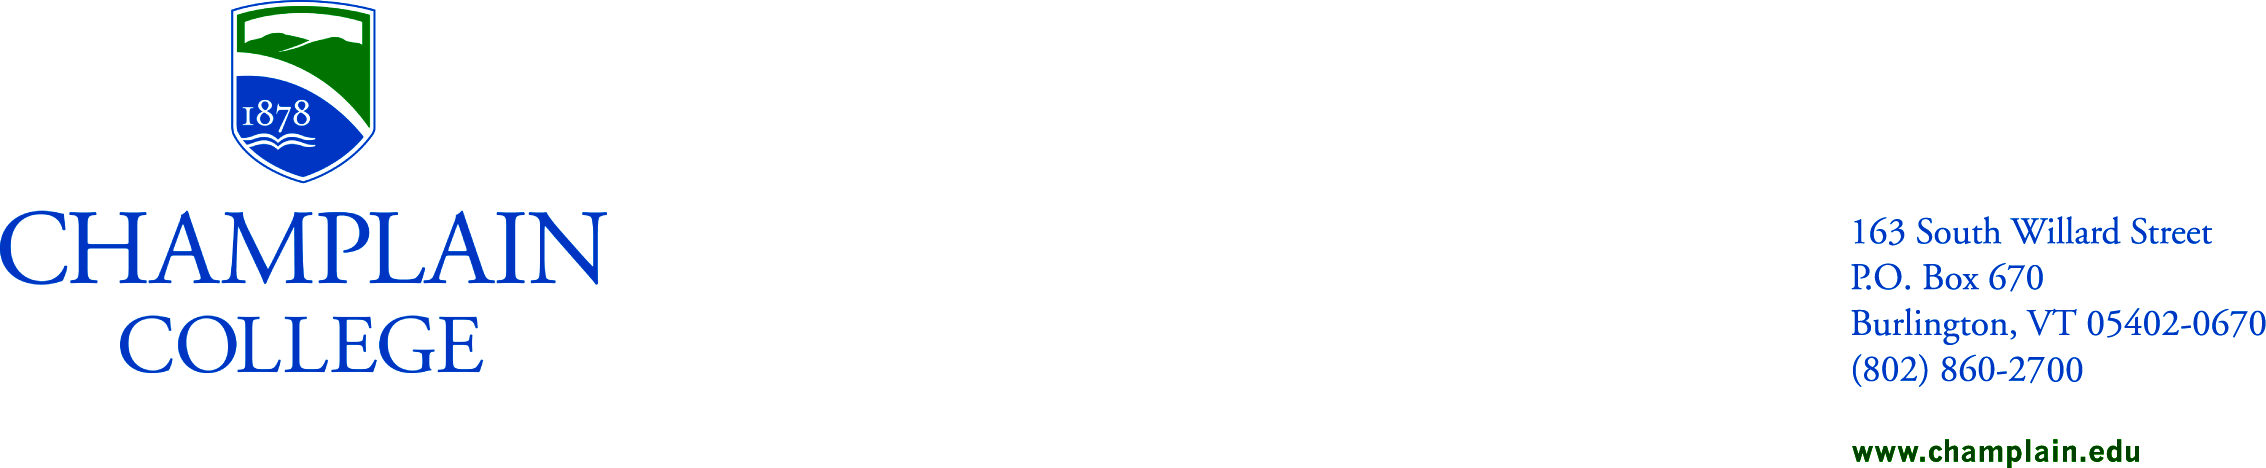 1878
CHAMPLAIN
COLLEGE
163 South Willard Street
P.O. Box 670
Burlington, VT 05402-0670
(802) 860-2700
www.champlain.edu